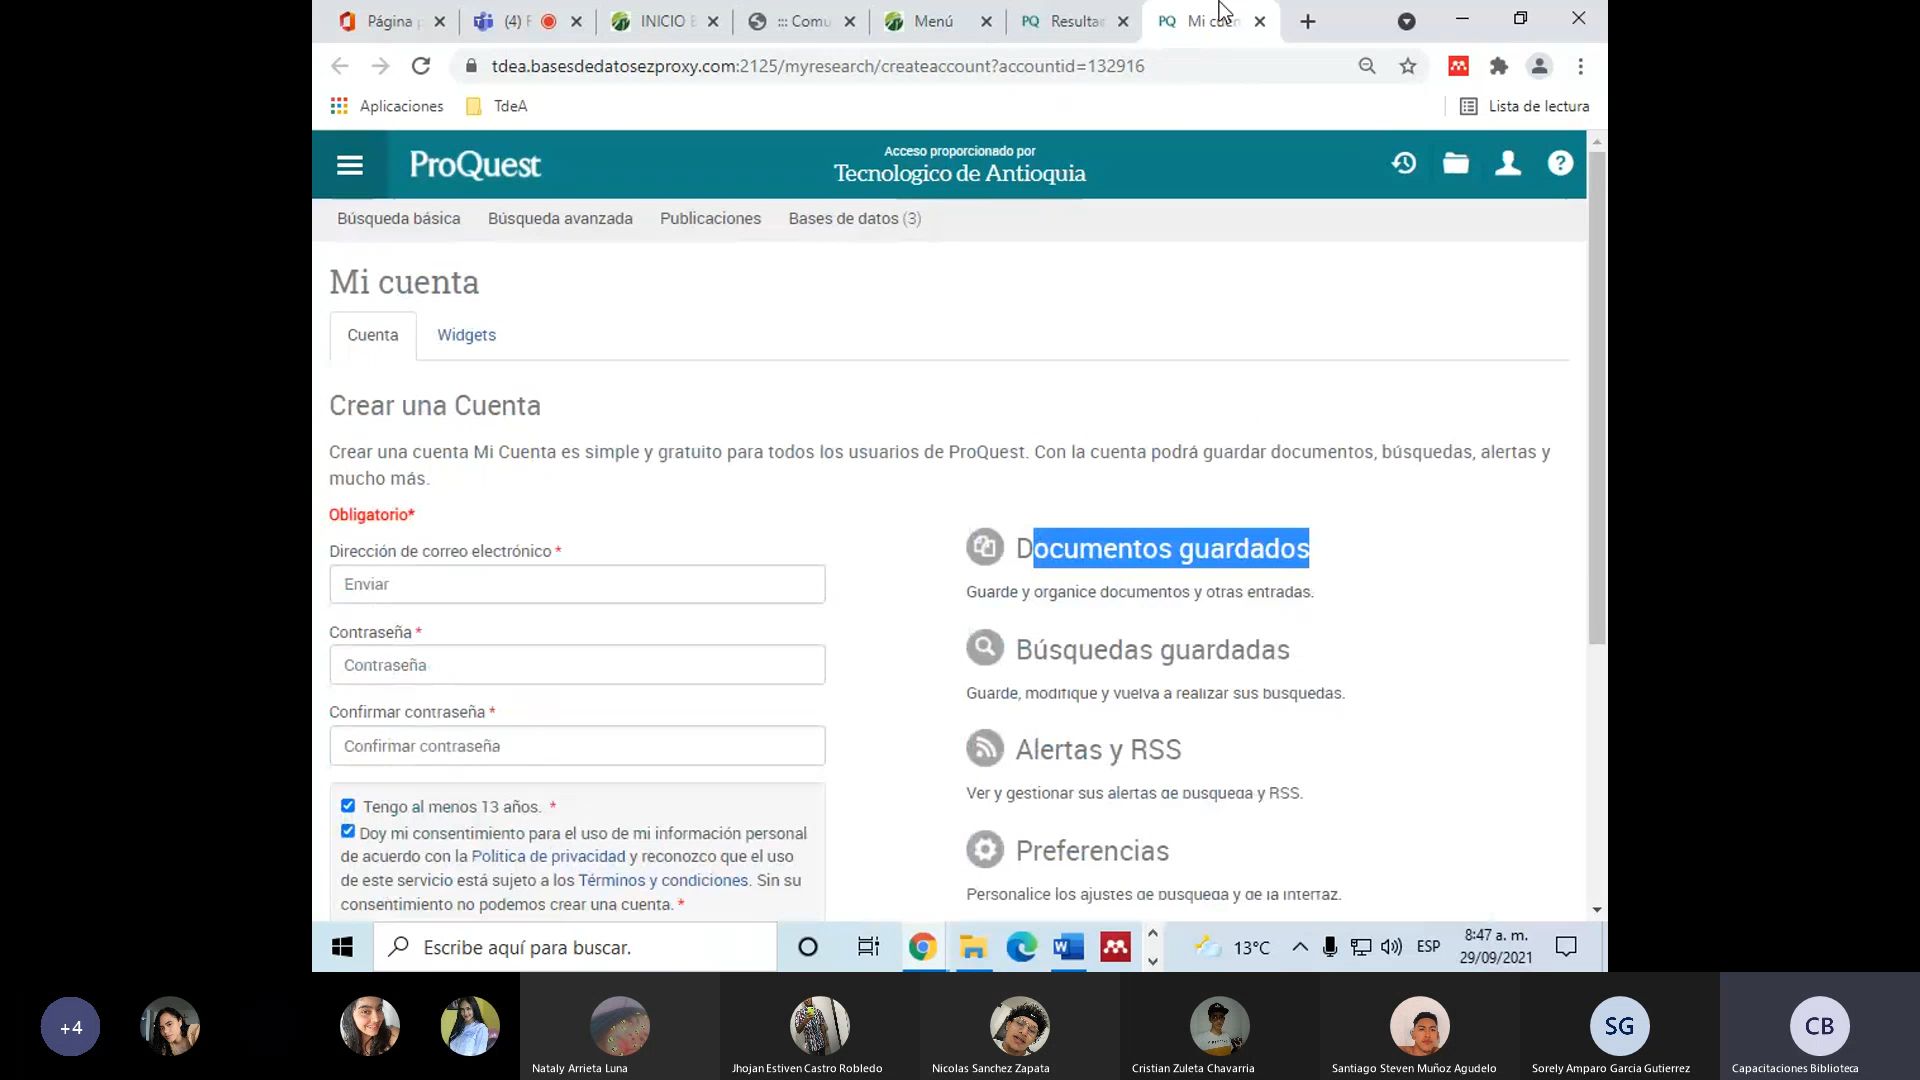 Página
(4)
INICIO
::: Comu
Menú
PQ Resulta
PQ Mi cuen
tdea.basesdedatosezproxy.com:2125/myresearch/createaccount?accountid=132916
Aplicaciones
TdeA
Lista de lectura
ProQuest
Acceso proporcionado por
Tecnologico de Antioquia
Búsqueda básica
Búsqueda avanzada
Publicaciones
Bases de datos (3)
Mi cuenta
Cuenta
Widgets
Crear una Cuenta
Crear una cuenta Mi Cuenta es simple y gratuito para todos los usuarios de ProQuest. Con la cuenta podrá guardar documentos, búsquedas, alertas y
mucho más.
Obligatorio*
Dirección de correo electrónico *
Enviar
Contraseña *
Contraseña
Confirmar contraseña *
Confirmar contraseña
Tengo al menos 13 años. *
Doy mi consentimiento para el uso de mi información personal
de acuerdo con la Política de privacidad y reconozco que el uso
de este servicio está sujeto a los Términos y condiciones. Sin su
consentimiento no podemos crear una cuenta. *
Documentos guardados
Guarde y organice documentos y otras entradas.
Búsquedas guardadas
Guarde, modifique y vuelva a realizar sus búsquedas.
Alertas y RSS
Ver y gestionar sus alertas de búsqueda y RSS.
Preferencias
Personalice los ajustes de búsqueda y de la interfaz.
Escribe aquí para buscar.
13°C
ESP
8:47 a. m.
29/09/2021
+4
SG
CB
Nataly Arrieta Luna
Jhojan Estiven Castro Robledo
Nicolas Sanchez Zapata
Cristian Zuleta Chavarria
Santiago Steven Muñoz Agudelo
Sorely Amparo Garcia Gutierrez
Capacitaciones Biblioteca